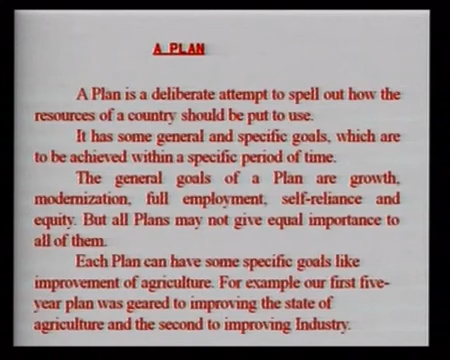 A PLAN
A Plan is a deliberate attempt to spell out how the
resources of a country should be put to use.
It has some general and specific goals, which are
to be achieved within a specific period of time.
The general goals of a Plan are growth,
modernization, full employment, self-reliance and
equity. But all Plans may not give equal importance to
all of them.
Each Plan can have some specific goals like
improvement of agriculture. For example our first five-
year plan was geared to improving the state of
agriculture and the second to improving Industry.